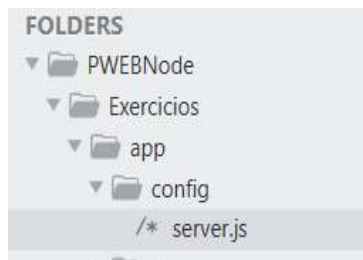 FOLDERS
PWEBNode
Exercicios
app
config
/* server.js